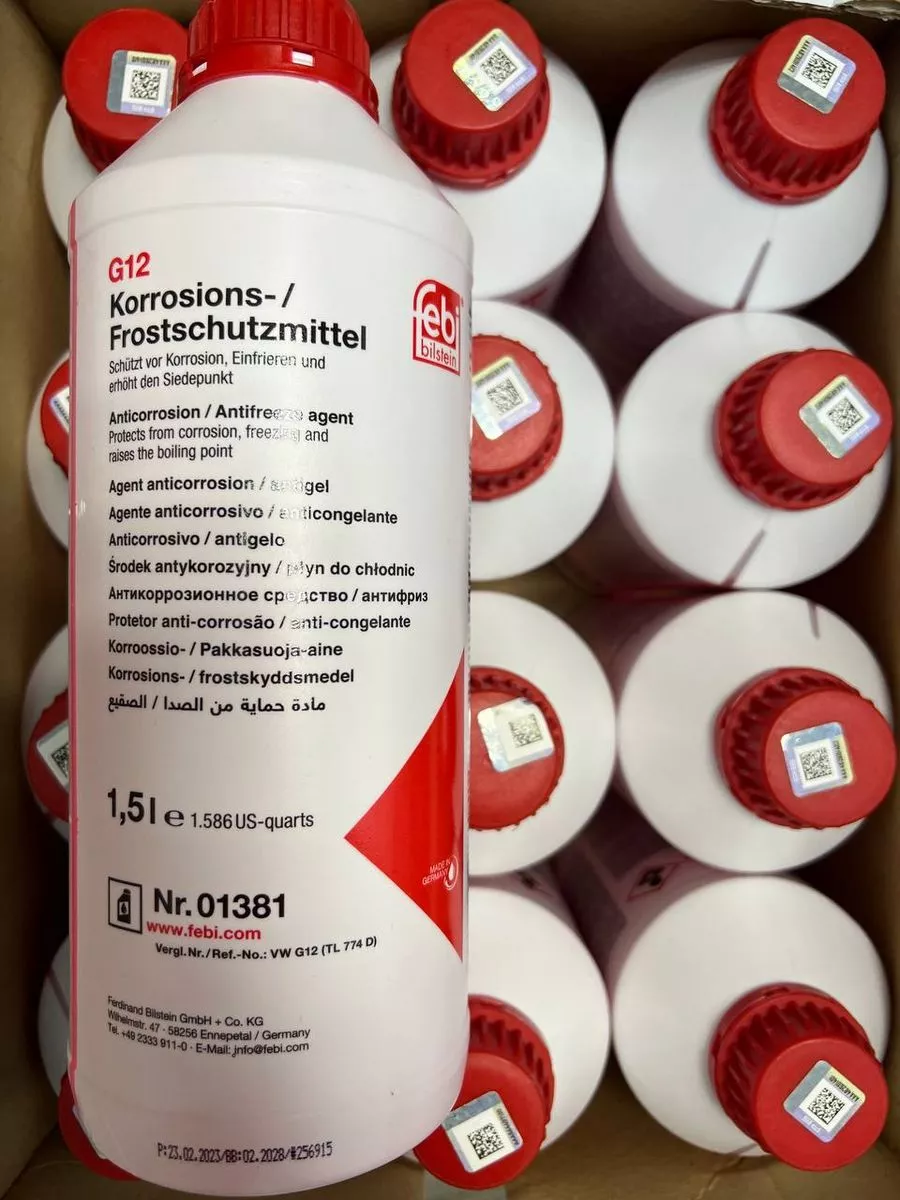 G12
Korrosions-/
Frostschutzmittel
Schützt vor Korrosion, Einfrieren und
erhöht den Siedepunkt
febi
bilstein
Anticorrosion / Antifreeze agent
Protects from corrosion, freezing and
raises the boiling point
Agent anticorrosion / antigel
Agente anticorrosivo / anticongelante
Anticorrosivo / antigelo
Środek antykorozyjny / płyn do chłodnic
Антикоррозионное средство / антифриз
Protetor anti-corrosão / anti-congelante
Korroossio- / Pakkasuoja-aine
Korrosions- / frostskyddsmedel
مادة حماية من الصدا / الصقيع
1,5 l e 1.586 US-quarts
MADE IN
GERMANY
Nr. 01381
www.febi.com
Vergl.Nr./Ref.-No.: VW G12 (TL 774 D)
Ferdinand Bilstein GmbH + Co. KG
Wilhelmstr. 47 · 58256 Ennepetal / Germany
Tel. +49 2333 911-0 · E-Mail: info@febi.com
P:23.02.2023/BB:02.2028/#256915